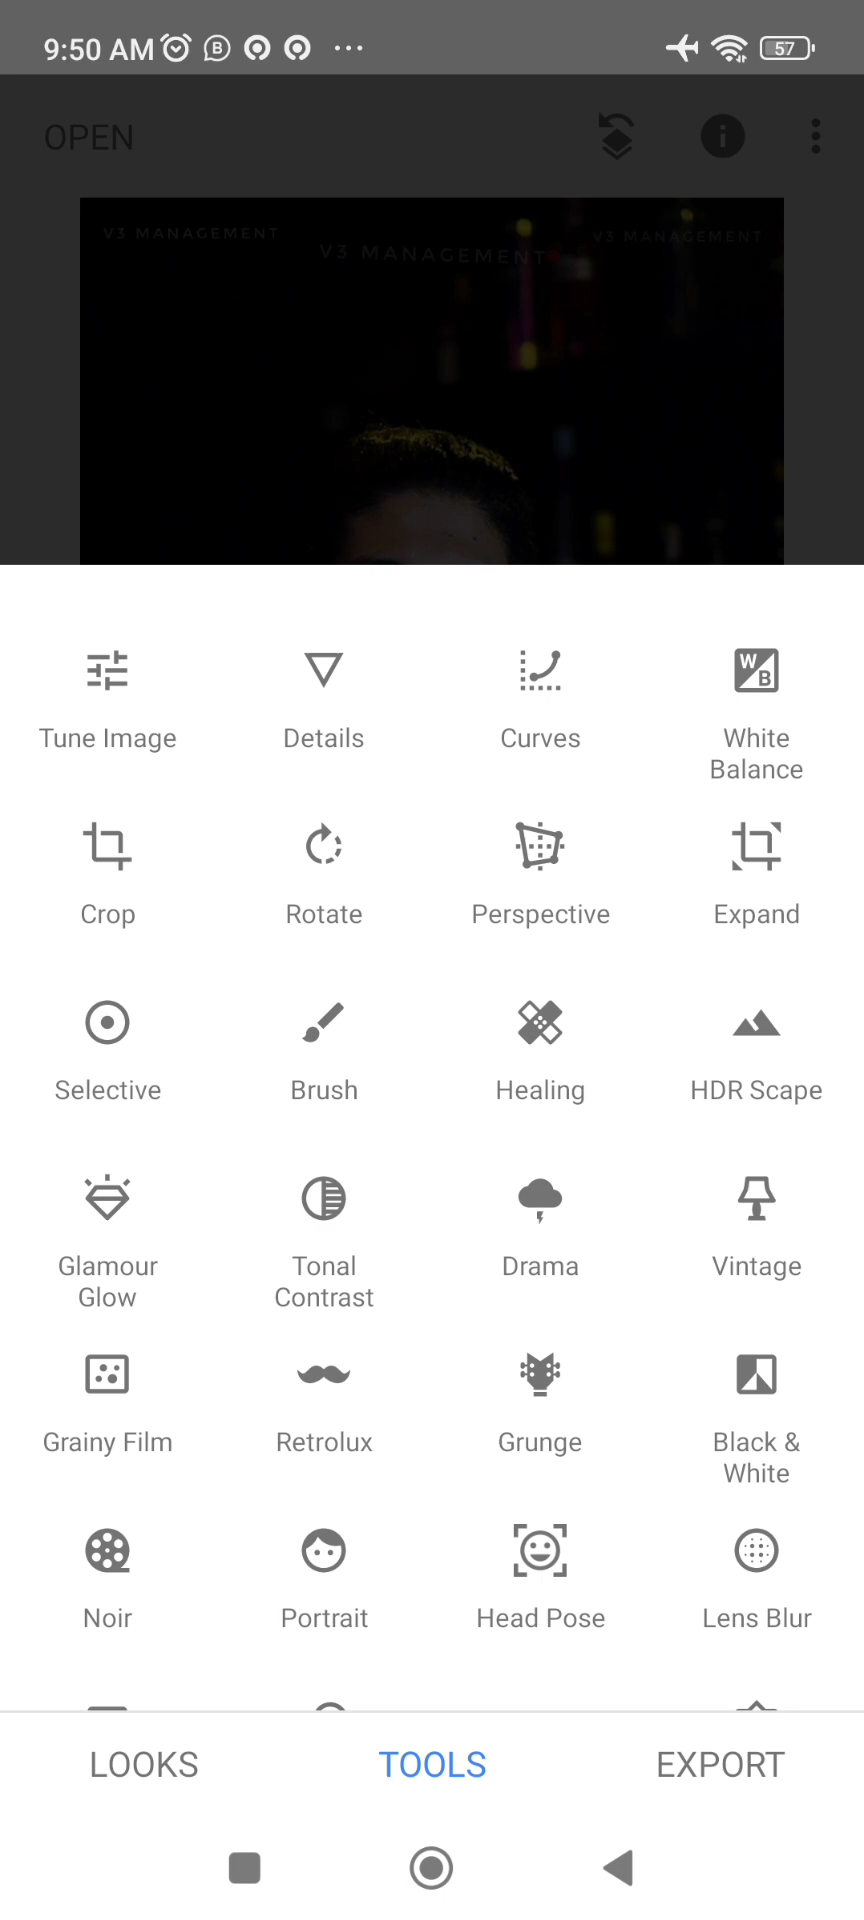 9:50 AM 57
OPEN
V3 MANAGEMENT V3 MANAGEMENT V3 MANAGEMENT
Tune Image Details Curves White Balance
Crop Rotate Perspective Expand
Selective Brush Healing HDR Scape
Glamour Glow Tonal Contrast Drama Vintage
Grainy Film Retrolux Grunge Black & White
Noir Portrait Head Pose Lens Blur
LOOKS TOOLS EXPORT